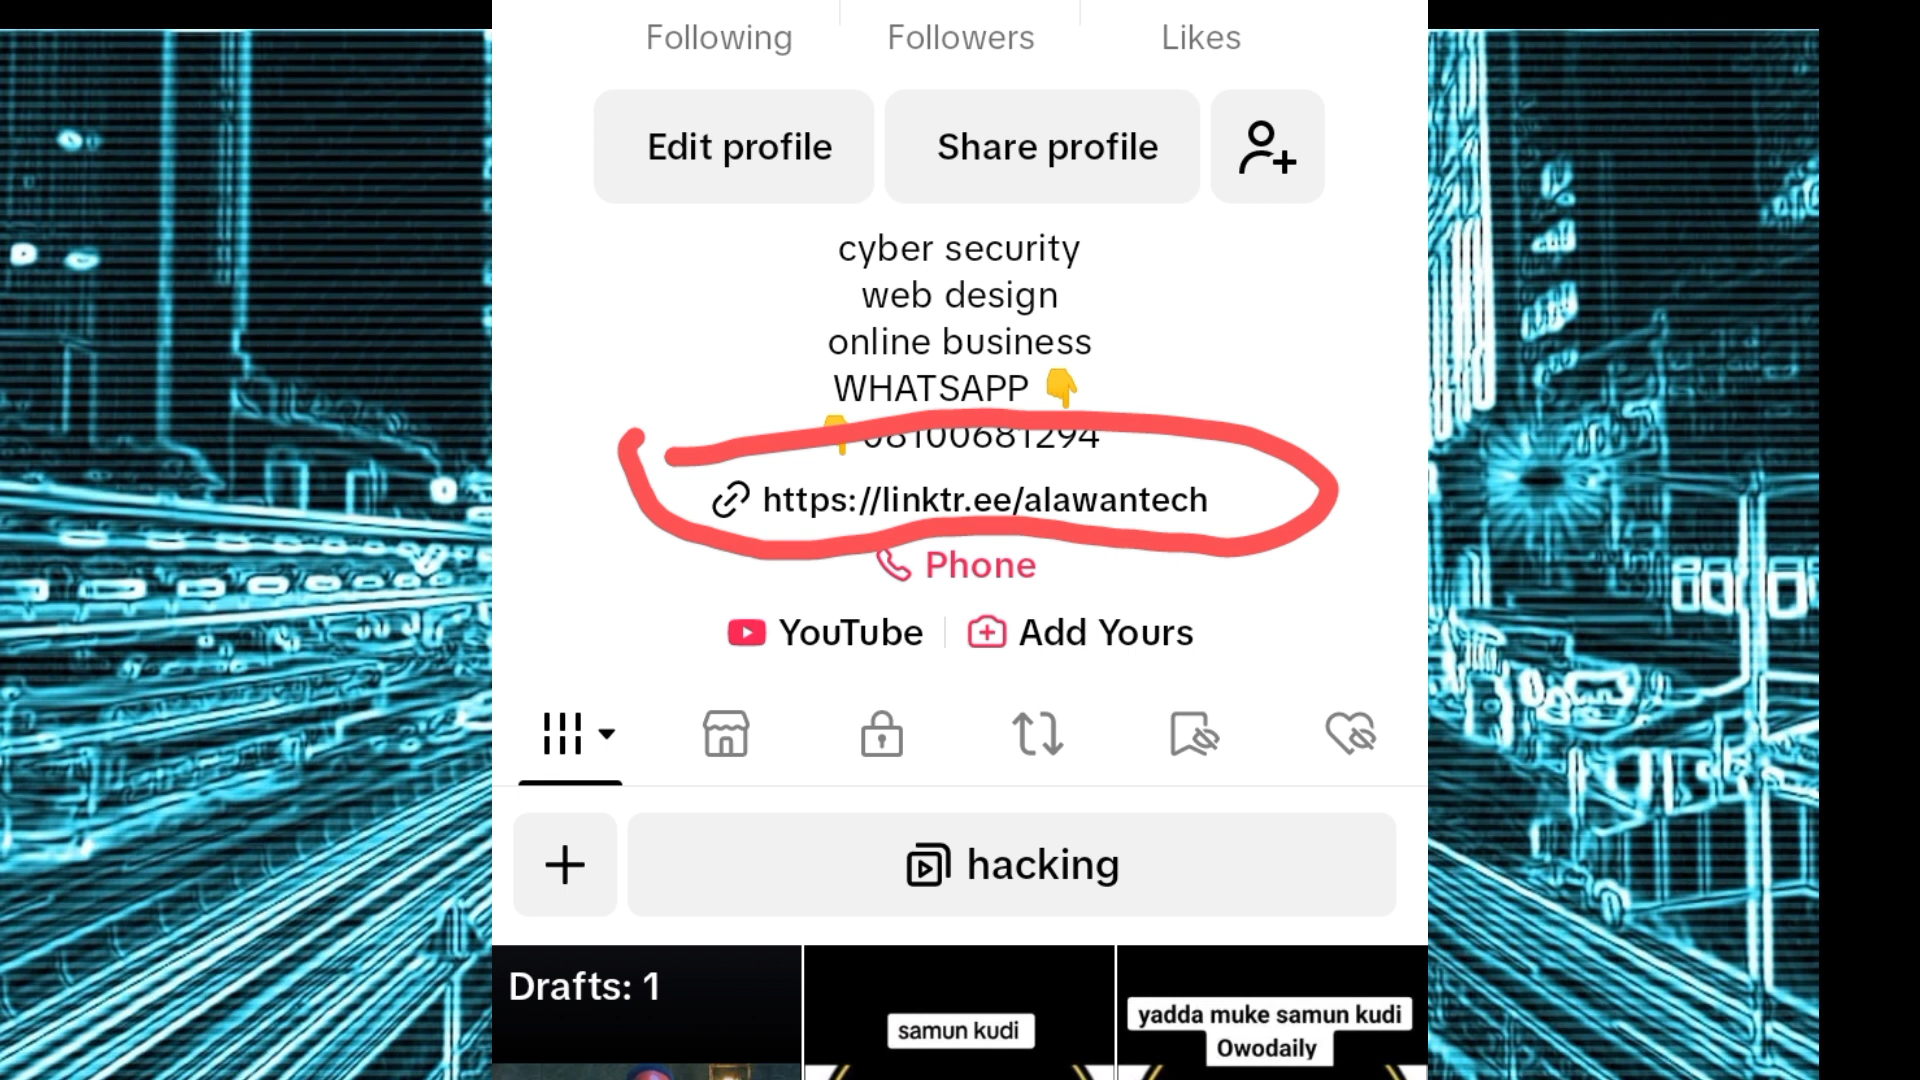 Following Followers Likes
Edit profile Share profile
cyber security
web design
online business
WHATSAPP 👇
👇 08100681294
https://linktr.ee/alawantech
Phone
YouTube Add Yours
hacking
Drafts: 1
samun kudi
yadda muke samun kudi
Owodaily